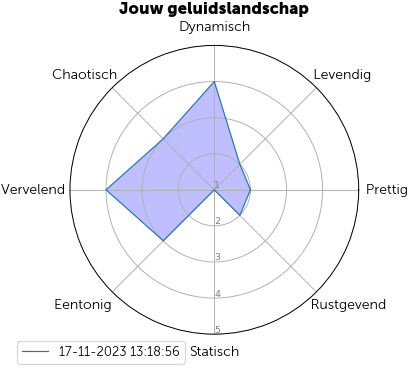 Jouw geluidslandschap
Dynamisch
Chaotisch
Levendig
Vervelend
1
Prettig
2
3
4
Eentonig
Rustgevend
5
17-11-2023 13:18:56
Statisch